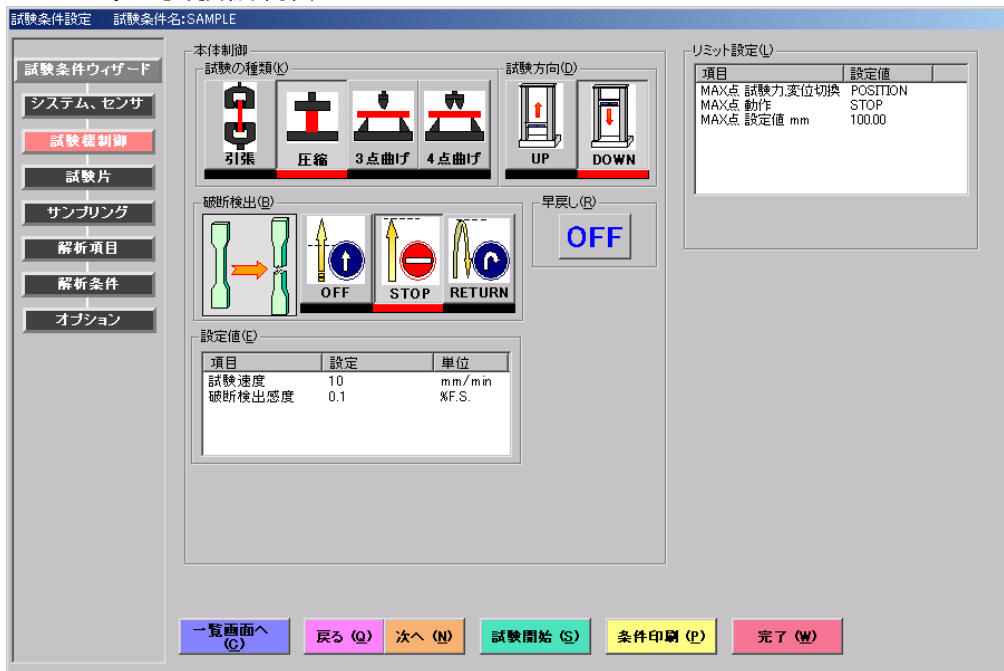 試験条件設定 試験条件名:SAMPLE
試験条件ウィザード
システム、センサ
試験機制御
試験片
サンプリング
解析項目
解析条件
オプション
本体制御
試験の種類(K)
引張 圧縮 3点曲げ 4点曲げ
試験方向(D)
UP DOWN
破断検出(B)
OFF STOP RETURN
早戻し(R)
OFF
設定値(E)
項目 設定 単位
試験速度 10 mm/min
破断検出感度 0.1 %F.S.
リミット設定(L)
項目 設定値
MAX点 試験力,変位切換 POSITION
MAX点 動作 STOP
MAX点 設定値 mm 100.00
一覧画面へ
(C)
戻る (Q) 次へ (N) 試験開始 (S) 条件印刷 (P) 完了 (W)